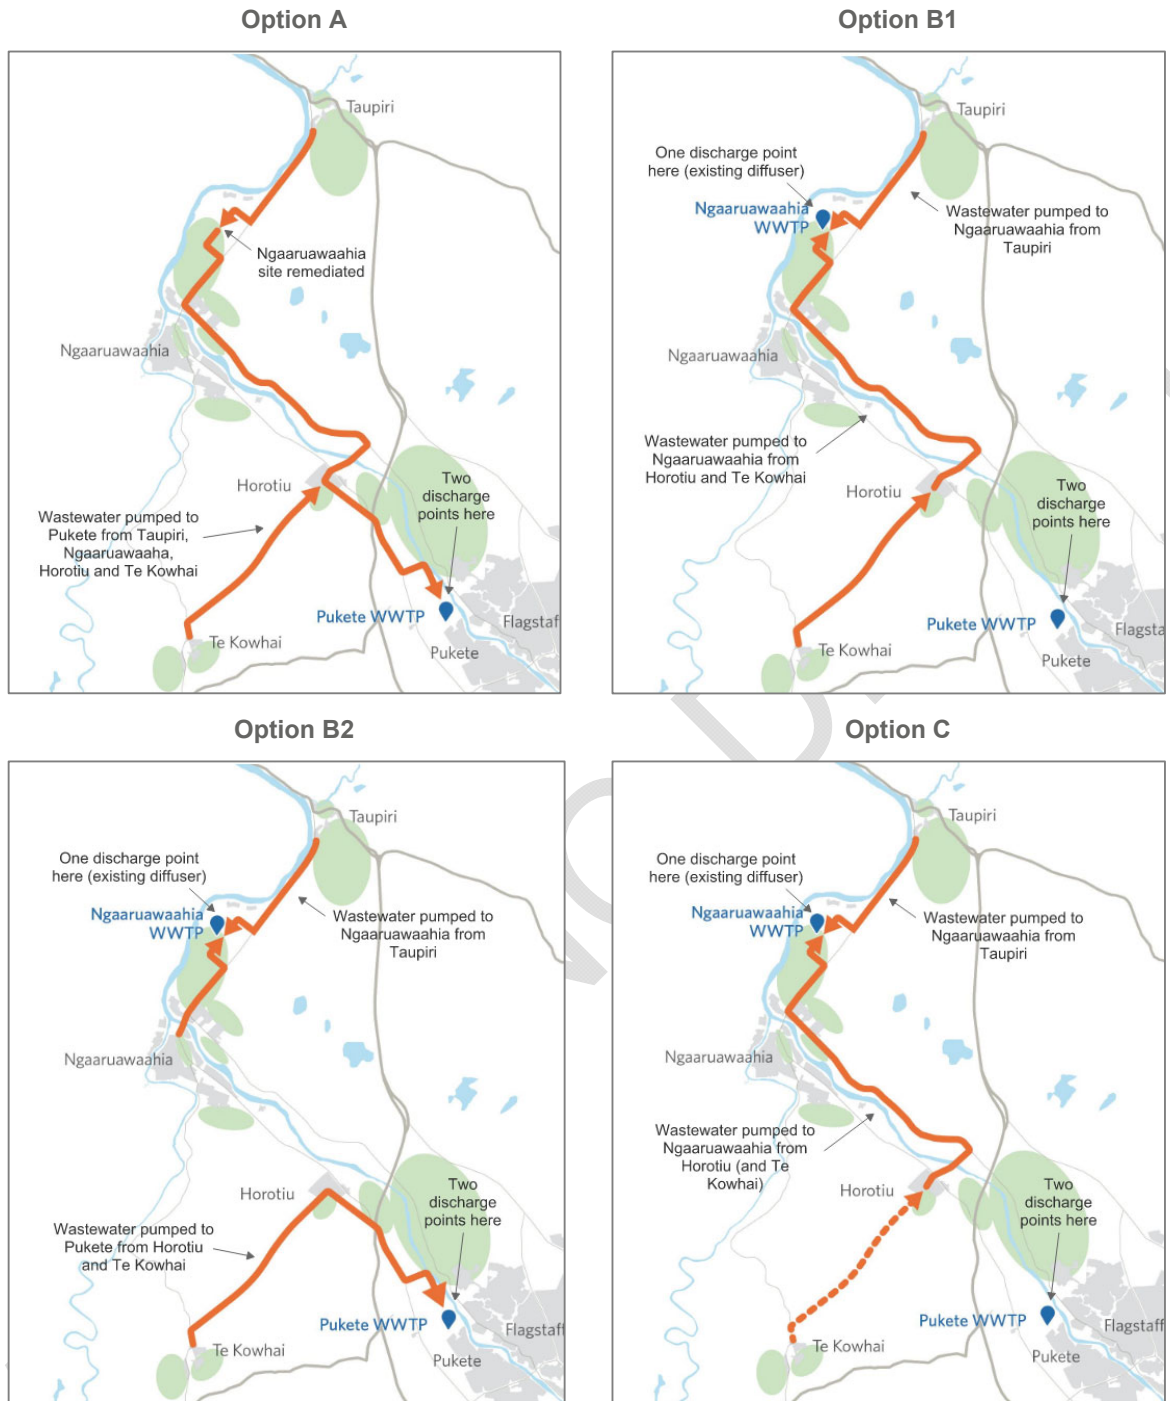 Option A
Taupiri
Ngaaruawaahia
site remediated
Ngaaruawaahia
Horotiu
Two
discharge
points here
Wastewater pumped to
Pukete from Taupiri,
Ngaaruawaaha,
Horotiu and Te Kowhai
Pukete WWTP
Flagstaf
Te Kowhai
Pukete
Option B1
Taupiri
One discharge point
here (existing diffuser)
Ngaaruawaahia
WWTP
Wastewater pumped to
Ngaaruawaahia from
Taupiri
Ngaaruawaahia
Wastewater pumped to
Ngaaruawaahia from
Horotiu and Te Kowhai
Horotiu
Two
discharge
points here
Pukete WWTP
Flagsta
Te Kowhai
Pukete
Option B2
Taupiri
One discharge point
here (existing diffuser)
Ngaaruawaahia
WWTP
Wastewater pumped to
Ngaaruawaahia from
Taupiri
Ngaaruawaahia
Horotiu
Two
discharge
points here
Wastewater pumped to
Pukete from Horotiu
and Te Kowhai
Pukete WWTP
Flagstaff
Te Kowhai
Pukete
Option C
Taupiri
One discharge point
here (existing diffuser)
Ngaaruawaahia
WWTP
Wastewater pumped to
Ngaaruawaahia from
Taupiri
Ngaaruawaahia
Wastewater pumped to
Ngaaruawaahia from
Horotiu (and Te
Kowhai)
Horotiu
Two
discharge
points here
Pukete WWTP
Flagstaff
Te Kowhai
Pukete